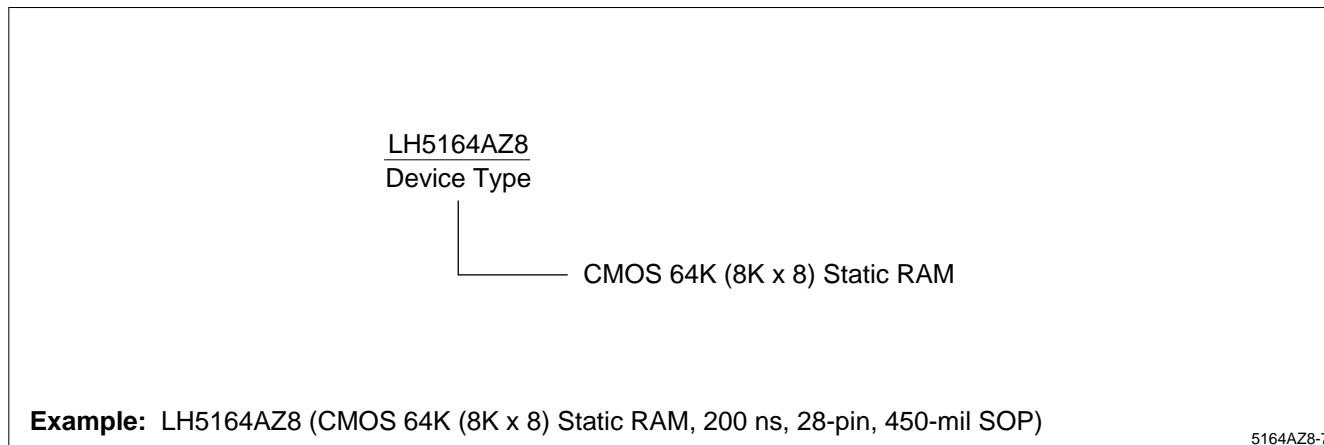 LH5164AZ8
Device Type
CMOS 64K (8K x 8) Static RAM
Example: LH5164AZ8 (CMOS 64K (8K x 8) Static RAM, 200 ns, 28-pin, 450-mil SOP)
5164AZ8-7